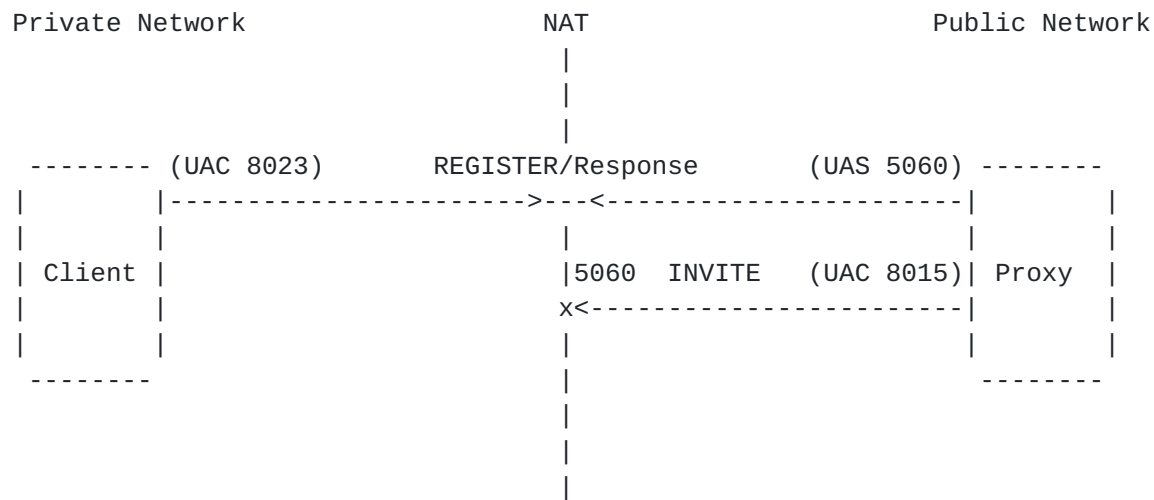 Private Network                   NAT                      Public Network
                                   |
                                   |
                                   |
 -------- (UAC 8023)       REGISTER/Response       (UAS 5060) --------
|        |----------------------->---<-----------------------|        |
|        |                         |                         |        |
| Client |                         |5060  INVITE   (UAC 8015)| Proxy  |
|        |                         x<------------------------|        |
|        |                         |                         |        |
 --------                          |                          --------
                                   |
                                   |
                                   |